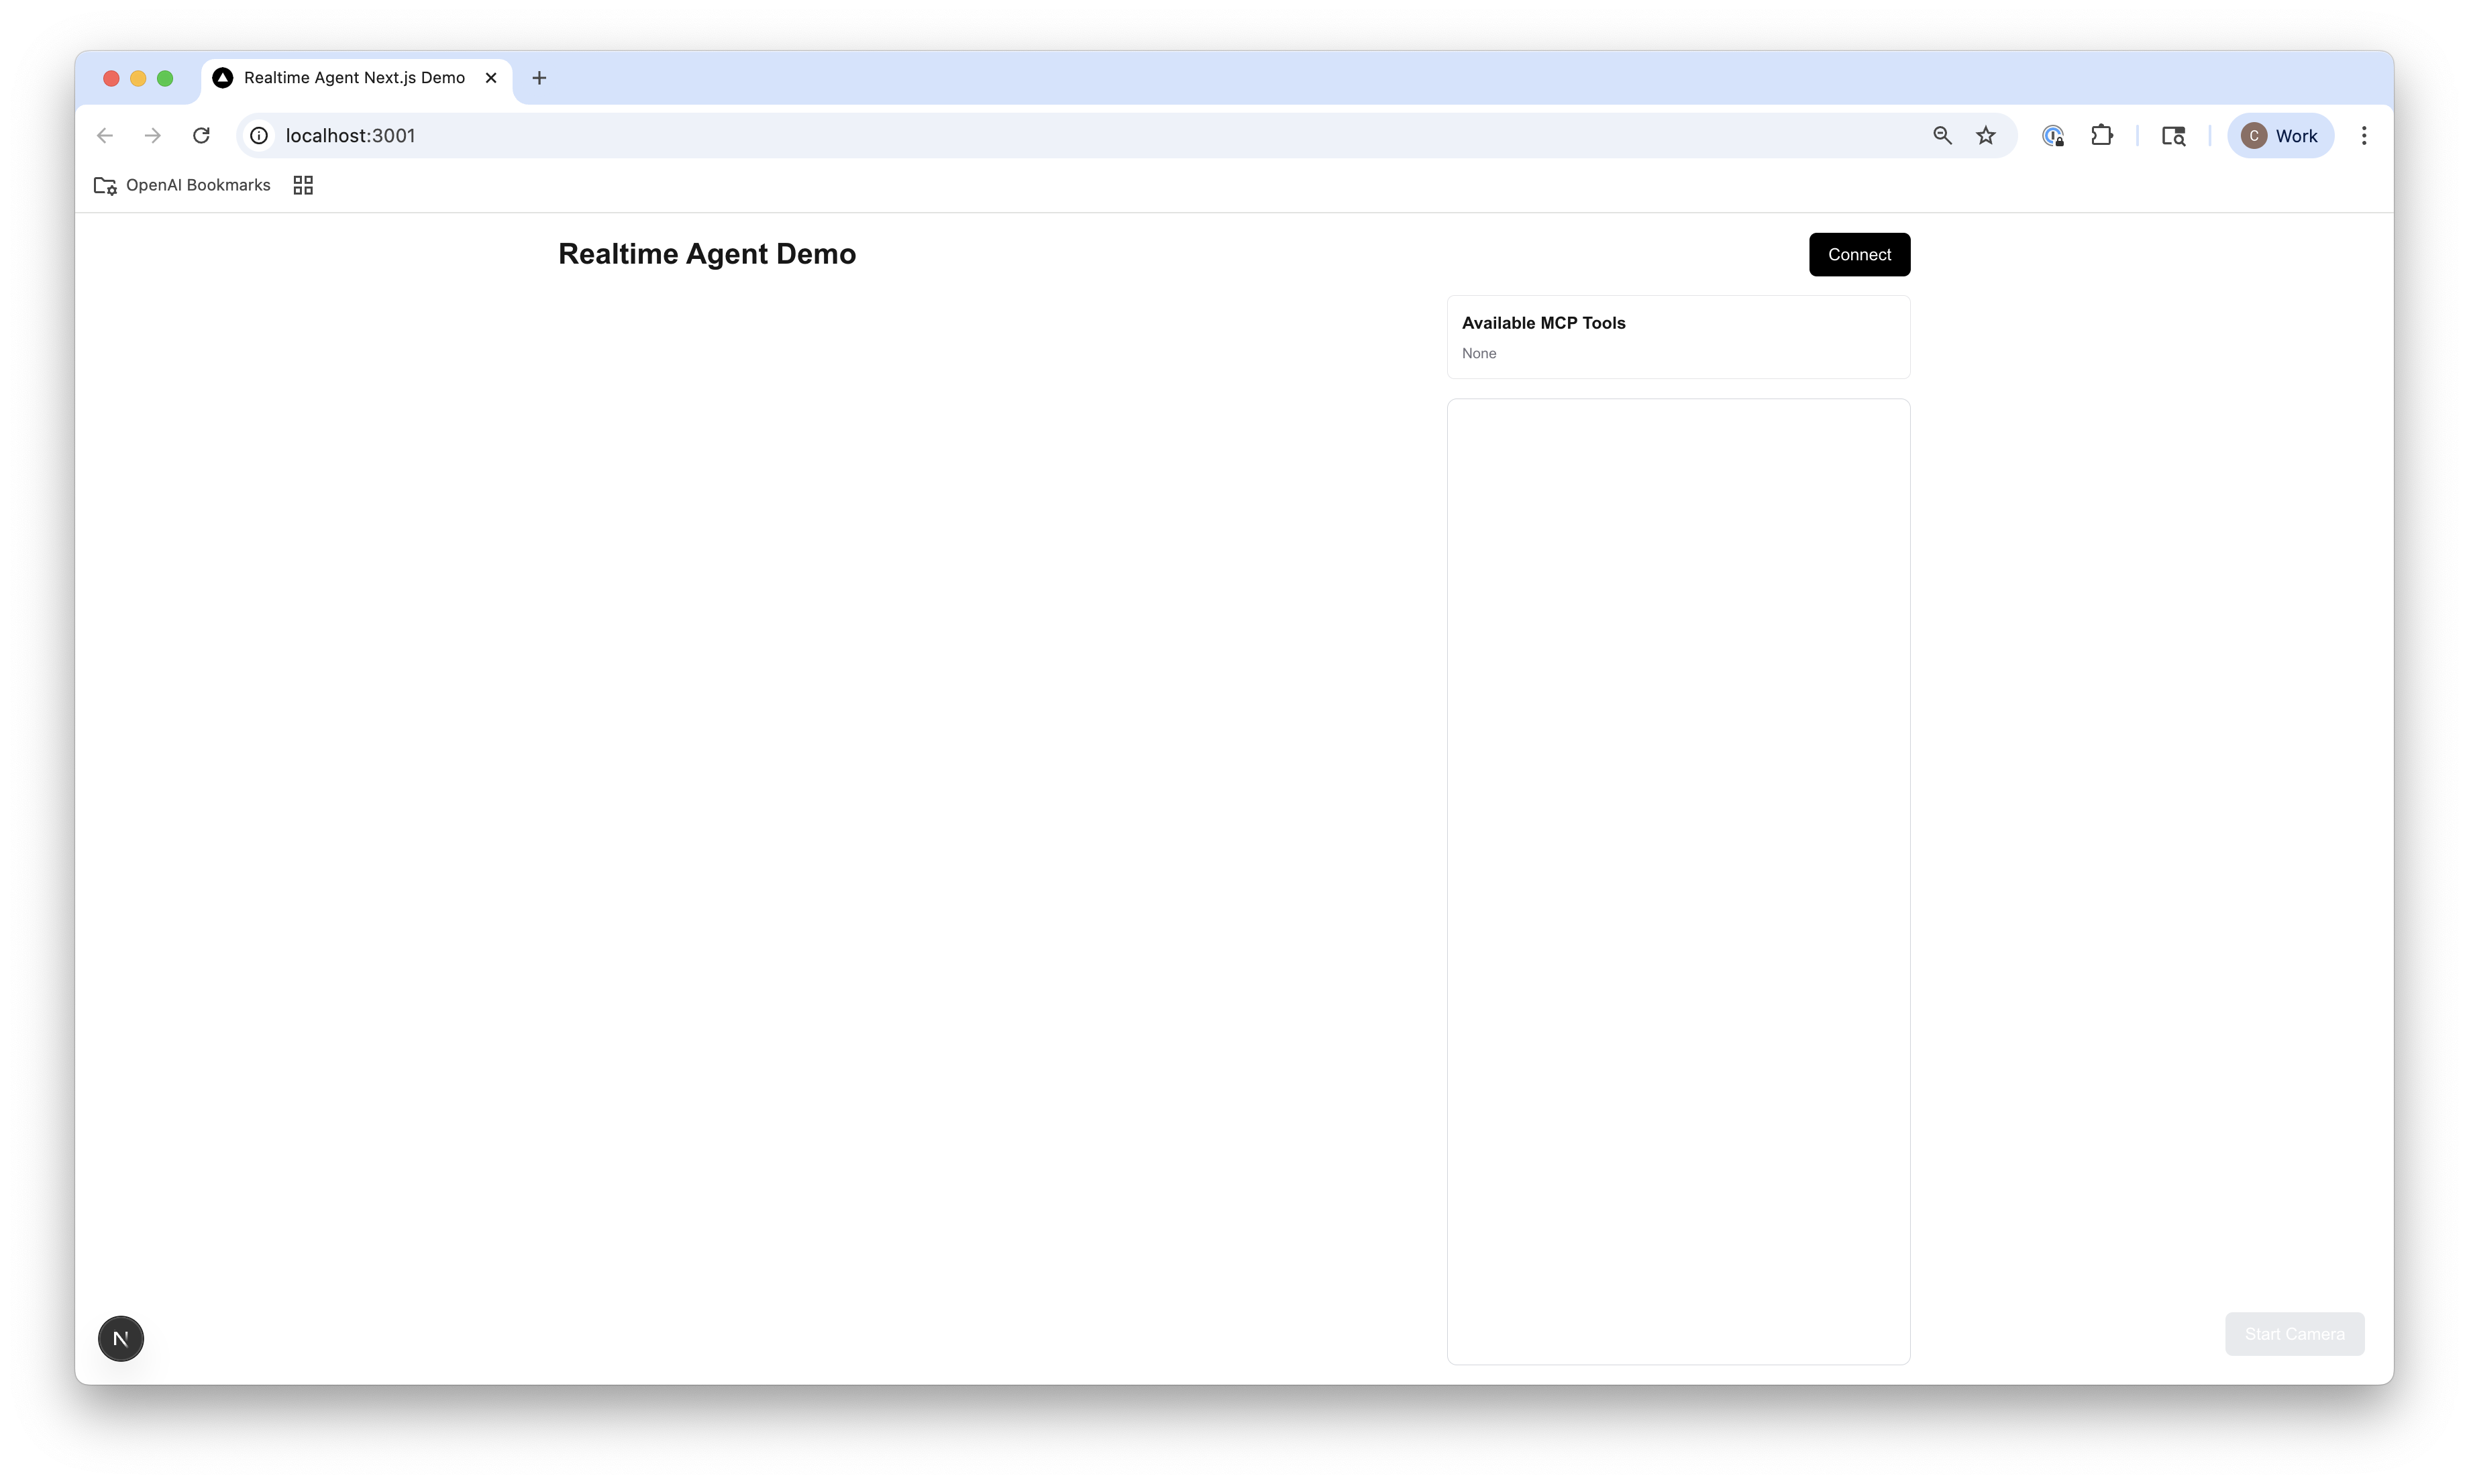 Realtime Agent Next.js Demo
localhost:3001
C Work
OpenAI Bookmarks
Realtime Agent Demo
Connect
Available MCP Tools
None
N
Start Camera